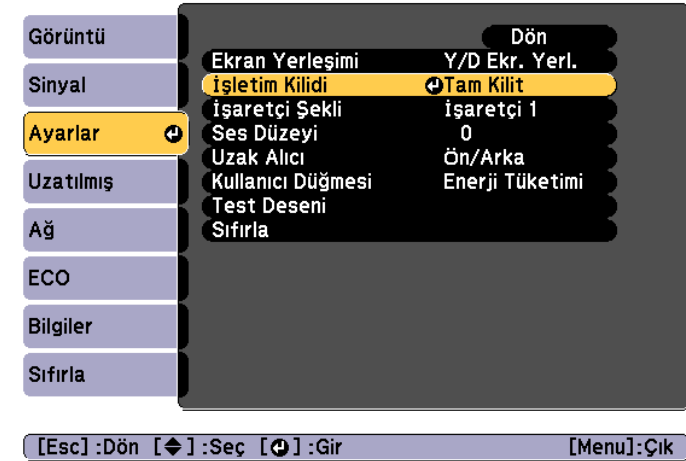 Görüntü
Sinyal
Ayarlar
Uzatılmış
Ağ
ECO
Bilgiler
Sıfırla
Dön
Ekran Yerleşimi Y/D Ekr. Yerl.
İşletim Kilidi Tam Kilit
İşaretçi Şekli İşaretçi 1
Ses Düzeyi 0
Uzak Alıcı Ön/Arka
Kullanıcı Düğmesi Enerji Tüketimi
Test Deseni
Sıfırla
[Esc] :Dön [◆] :Seç [↵] :Gir [Menu]:Çık